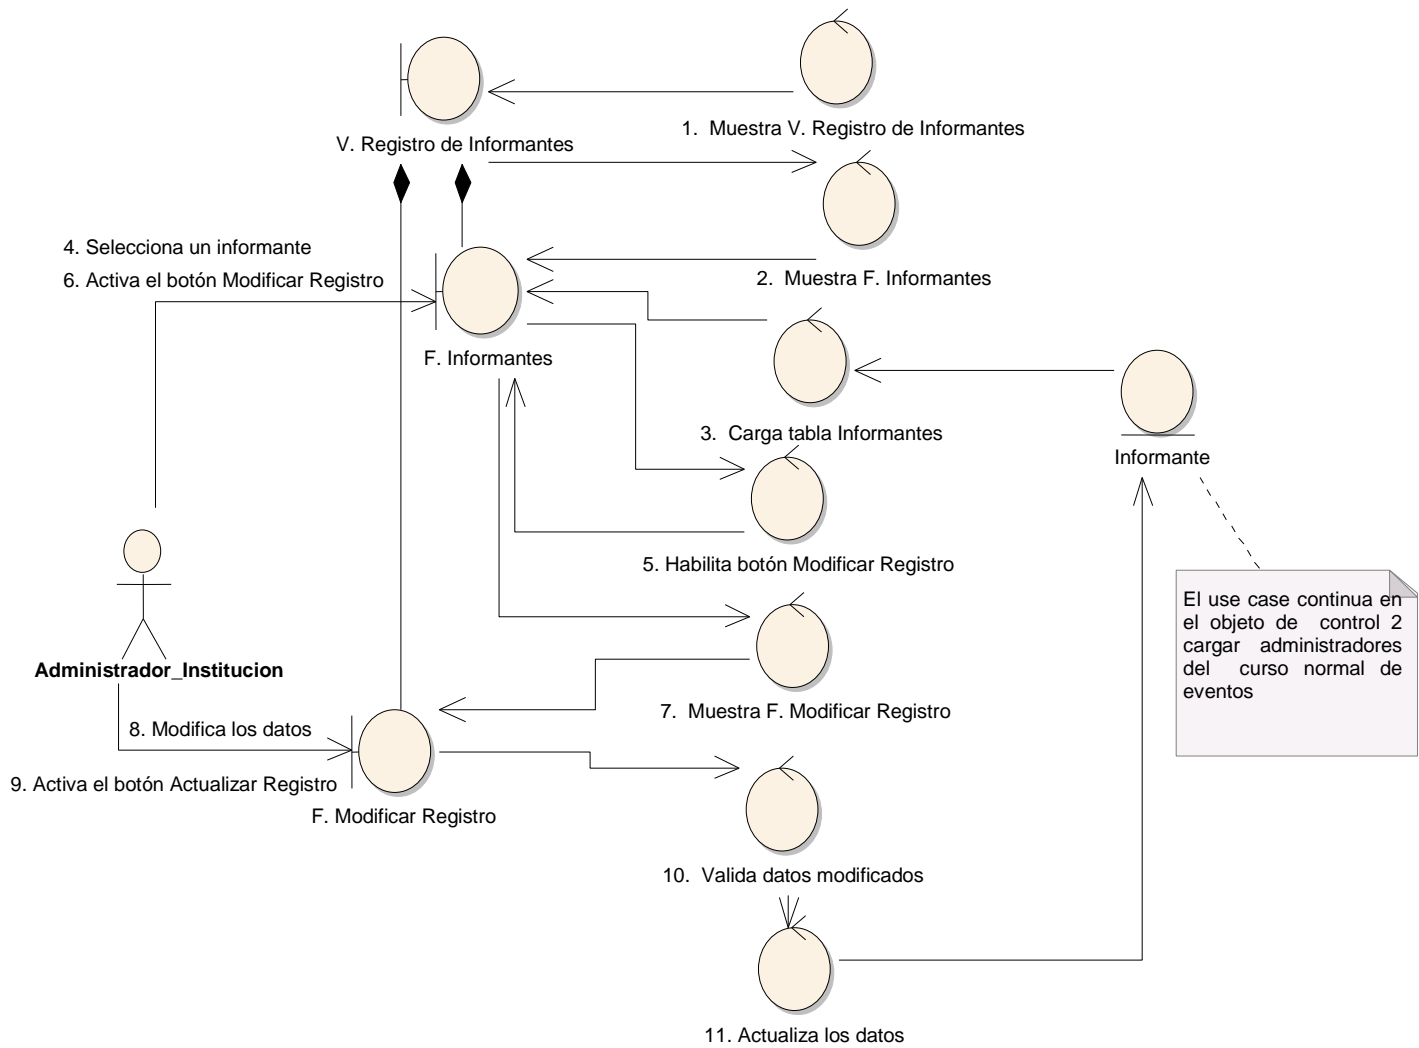 1. Muestra V. Registro de Informantes
V. Registro de Informantes
4. Selecciona un informante
6. Activa el botón Modificar Registro
2. Muestra F. Informantes
F. Informantes
3. Carga tabla Informantes
Informante
5. Habilita botón Modificar Registro
El use case continua en
el objeto de control 2
cargar administradores
del curso normal de
eventos
Administrador_Institucion
7. Muestra F. Modificar Registro
8. Modifica los datos
9. Activa el botón Actualizar Registro
F. Modificar Registro
10. Valida datos modificados
11. Actualiza los datos